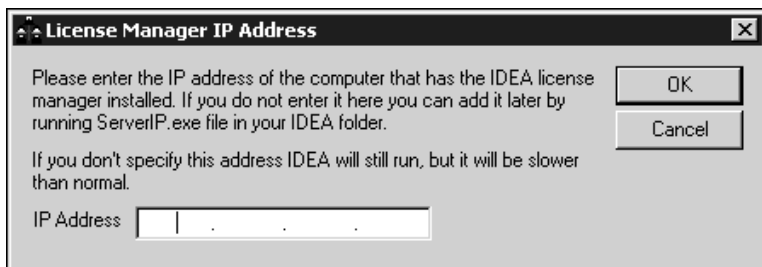 License Manager IP Address
Please enter the IP address of the computer that has the IDEA license
manager installed. If you do not enter it here you can add it later by
running ServerIP.exe file in your IDEA folder.
OK
Cancel
If you don't specify this address IDEA will still run, but it will be slower
than normal.
IP Address . . .